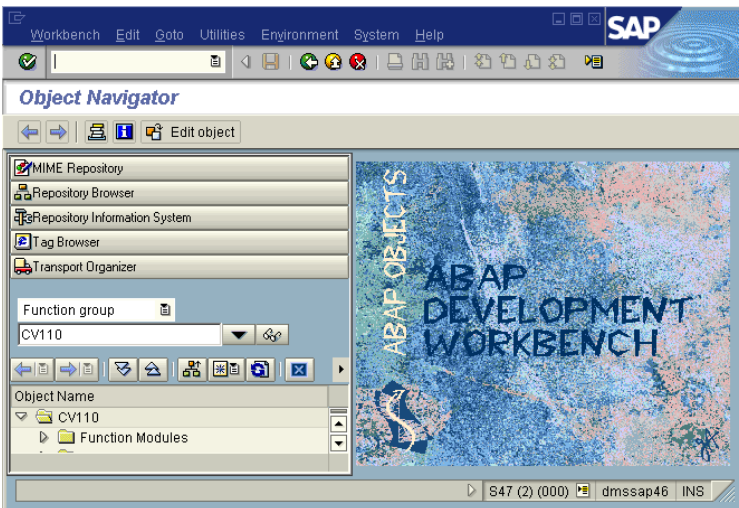 Workbench Edit Goto Utilities Environment System Help
SAP
Object Navigator
Edit object
MIME Repository
Repository Browser
Repository Information System
Tag Browser
Transport Organizer
Function group
CV110
Object Name
CV110
Function Modules
ABAP OBJECTS
ABAP
DEVELOPMENT
WORKBENCH
S47 (2) (000) dmssap46 INS